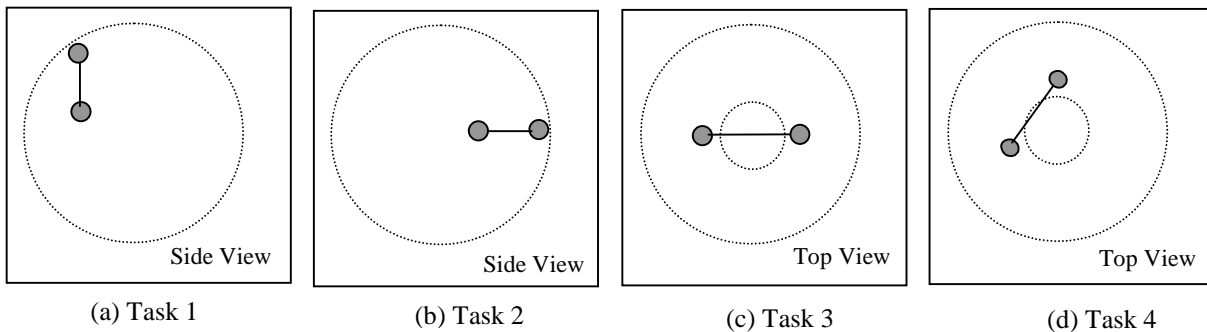 Side View
Side View
Top View
Top View
(a) Task 1
(b) Task 2
(c) Task 3
(d) Task 4